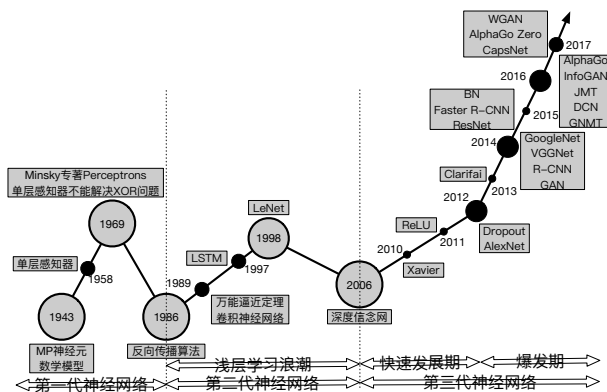 WGAN
AlphaGo Zero
CapsNet
2017
AlphaGo
InfoGAN
JMT
DCN
GNMT
2016
2015
BN
Faster R-CNN
ResNet
2014
GoogleNet
VGGNet
R-CNN
GAN
Clarifai
2013
2012
Dropout
AlexNet
ReLU
2011
2010
Xavier
Minsky专著Perceptrons
单层感知器不能解决XOR问题
1969
单层感知器
1958
1943
MP神经元
数学模型
1986
反向传播算法
1989
万能逼近定理
卷积神经网络
LSTM
1997
LeNet
1998
2006
深度信念网
浅层学习浪潮
快速发展期
爆发期
第一代神经网络
第二代神经网络
第三代神经网络